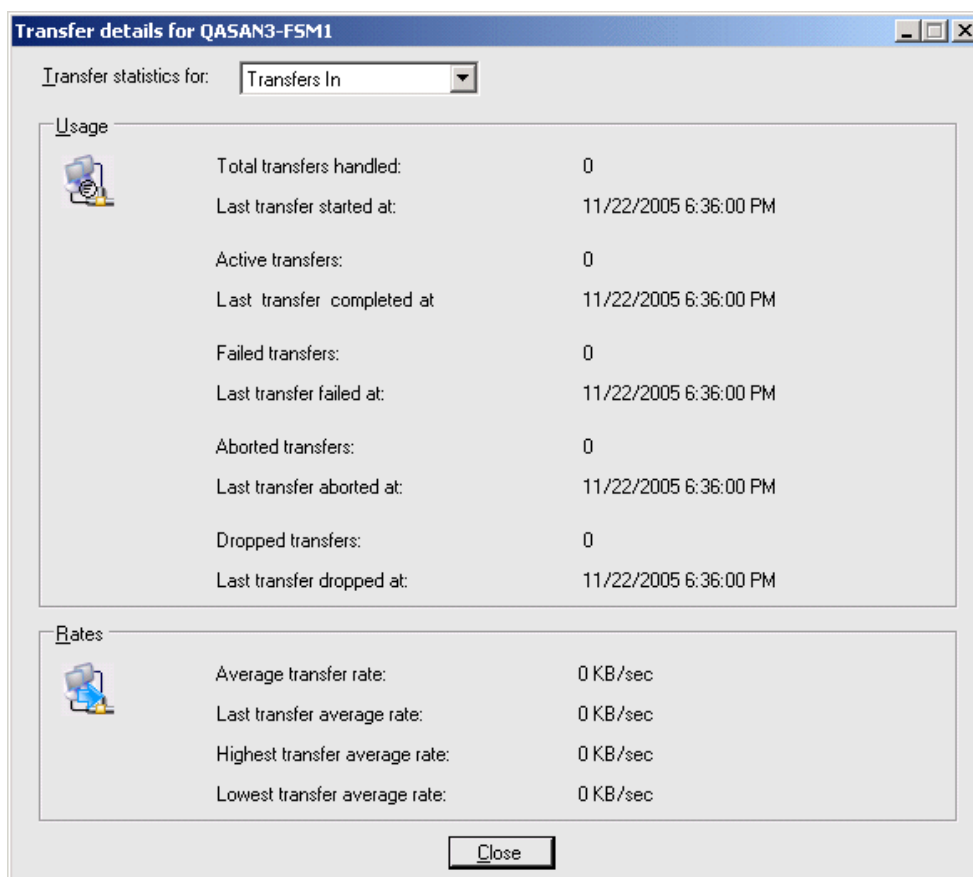 Transfer details for QASAN3-FSM1
Transfer statistics for: Transfers In
Usage
Total transfers handled: 0
Last transfer started at: 11/22/2005 6:36:00 PM
Active transfers: 0
Last transfer completed at 11/22/2005 6:36:00 PM
Failed transfers: 0
Last transfer failed at: 11/22/2005 6:36:00 PM
Aborted transfers: 0
Last transfer aborted at: 11/22/2005 6:36:00 PM
Dropped transfers: 0
Last transfer dropped at: 11/22/2005 6:36:00 PM
Rates
Average transfer rate: 0 KB/sec
Last transfer average rate: 0 KB/sec
Highest transfer average rate: 0 KB/sec
Lowest transfer average rate: 0 KB/sec
Close